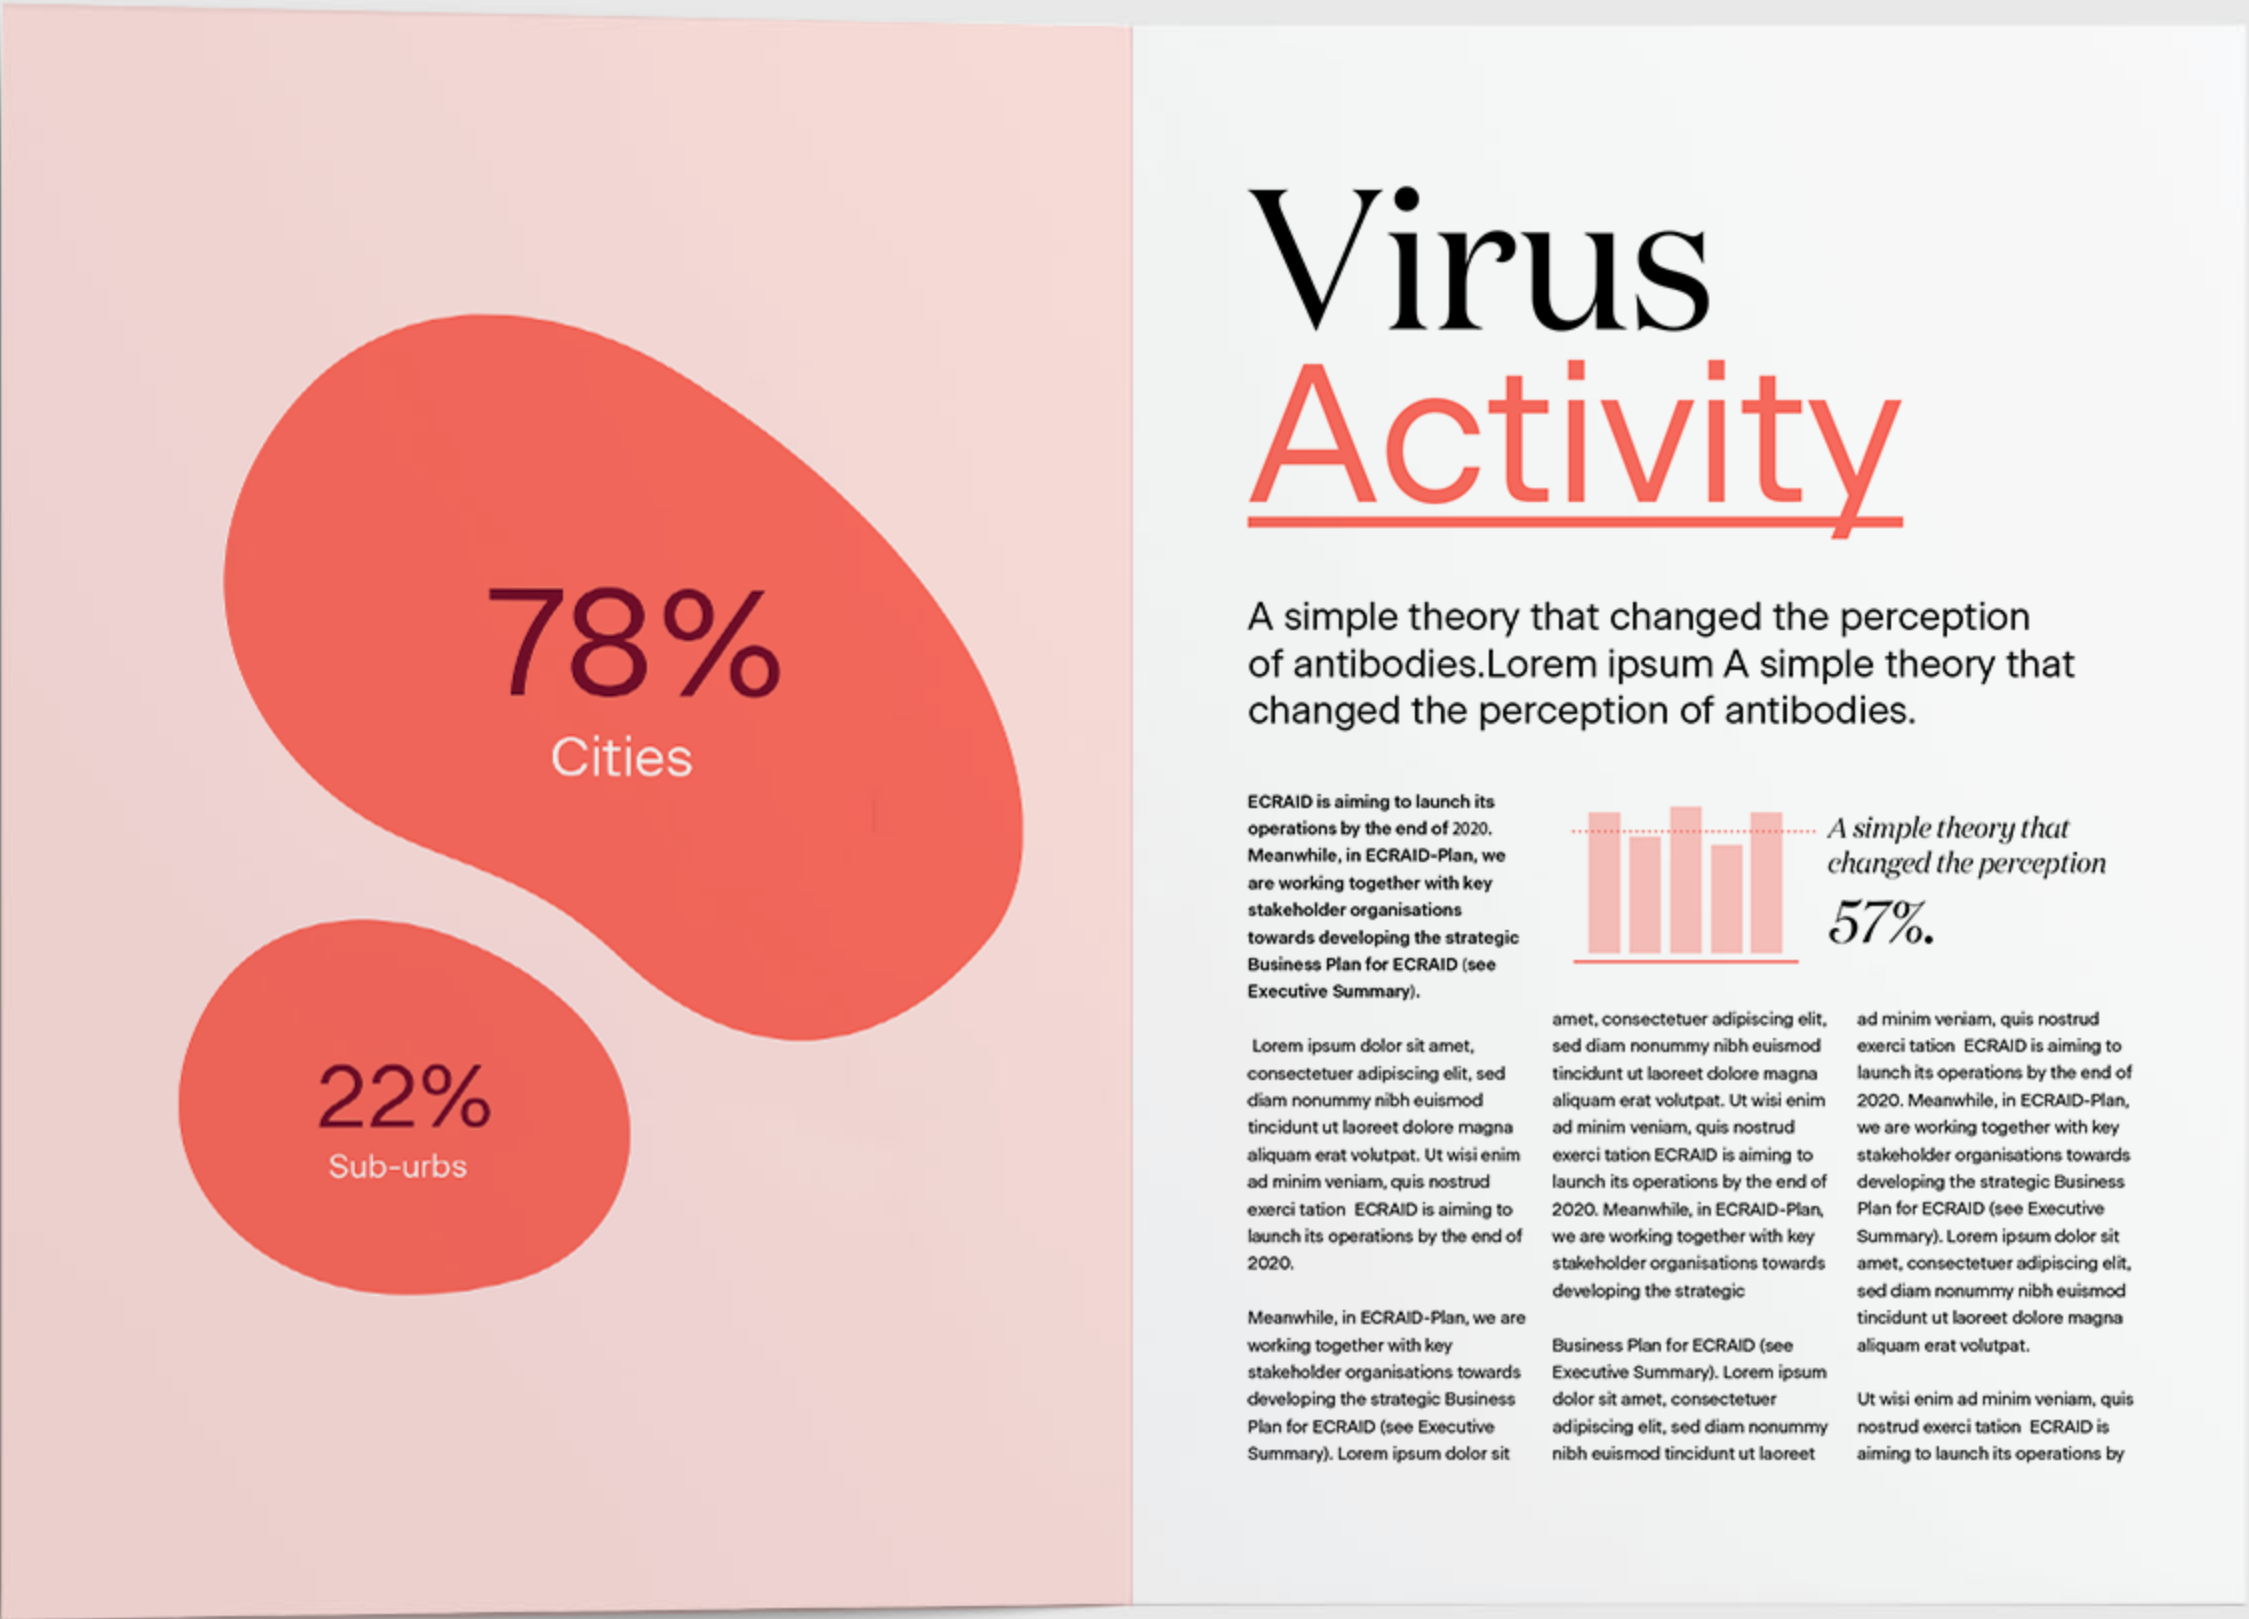 78%
Cities
22%
Sub-urbs
Virus
Activity
A simple theory that changed the perception
of antibodies.Lorem ipsum A simple theory that
changed the perception of antibodies.
ECRAID is aiming to launch its
operations by the end of 2020.
Meanwhile, in ECRAID-Plan, we
are working together with key
stakeholder organisations
towards developing the strategic
Business Plan for ECRAID (see
Executive Summary).
Lorem ipsum dolor sit amet,
consectetuer adipiscing elit, sed
diam nonummy nibh euismod
tincidunt ut laoreet dolore magna
aliquam erat volutpat. Ut wisi enim
ad minim veniam, quis nostrud
exerci tation ECRAID is aiming to
launch its operations by the end of
2020.
Meanwhile, in ECRAID-Plan, we are
working together with key
stakeholder organisations towards
developing the strategic Business
Plan for ECRAID (see Executive
Summary). Lorem ipsum dolor sit
A simple theory that
changed the perception
57%.
amet, consectetuer adipiscing elit,
sed diam nonummy nibh euismod
tincidunt ut laoreet dolore magna
aliquam erat volutpat. Ut wisi enim
ad minim veniam, quis nostrud
exerci tation ECRAID is aiming to
launch its operations by the end of
2020. Meanwhile, in ECRAID-Plan,
we are working together with key
stakeholder organisations towards
developing the strategic
Business Plan for ECRAID (see
Executive Summary). Lorem ipsum
dolor sit amet, consectetuer
adipiscing elit, sed diam nonummy
nibh euismod tincidunt ut laoreet
ad minim veniam, quis nostrud
exerci tation ECRAID is aiming to
launch its operations by the end of
2020. Meanwhile, in ECRAID-Plan,
we are working together with key
stakeholder organisations towards
developing the strategic Business
Plan for ECRAID (see Executive
Summary). Lorem ipsum dolor sit
amet, consectetuer adipiscing elit,
sed diam nonummy nibh euismod
tincidunt ut laoreet dolore magna
aliquam erat volutpat.
Ut wisi enim ad minim veniam, quis
nostrud exerci tation ECRAID is
aiming to launch its operations by